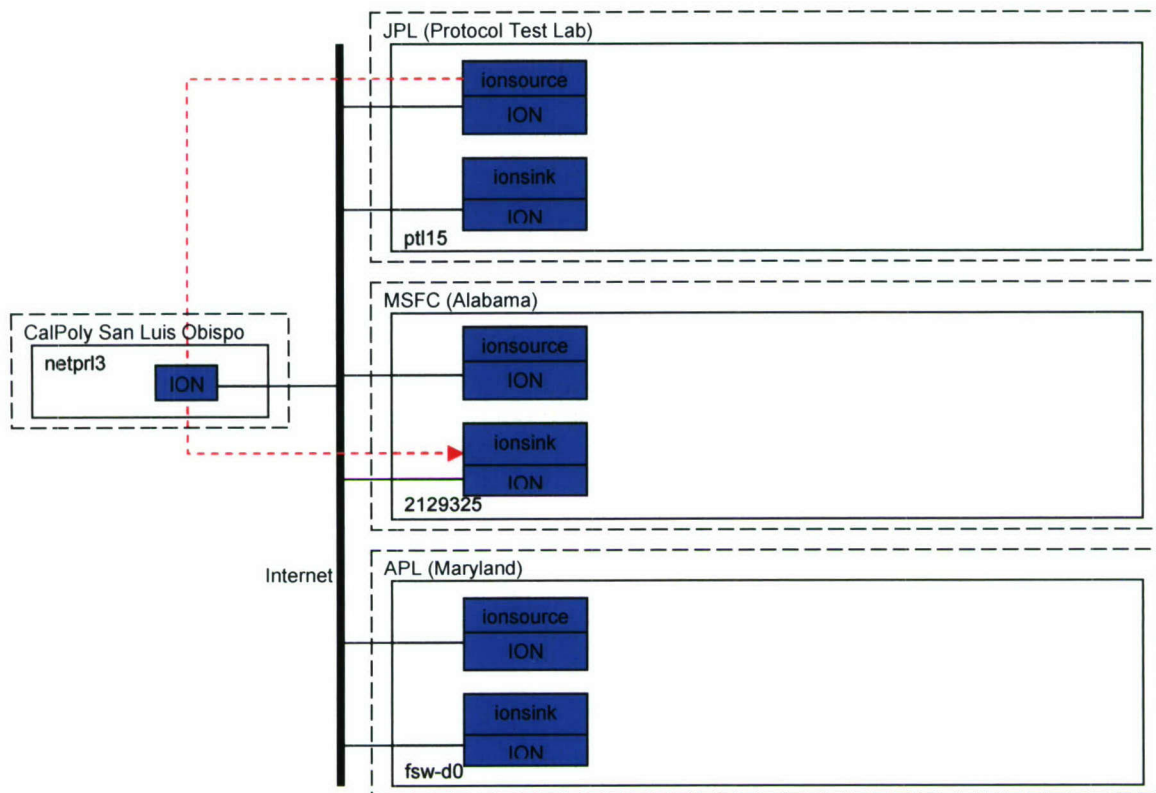 JPL (Protocol Test Lab)
ionsource
ION
ionsink
ION
ptl15
MSFC (Alabama)
ionsource
ION
ionsink
ION
2129325
CalPoly San Luis Obispo
netprl3
ION
Internet
APL (Maryland)
ionsource
ION
ionsink
ION
fsw-d0